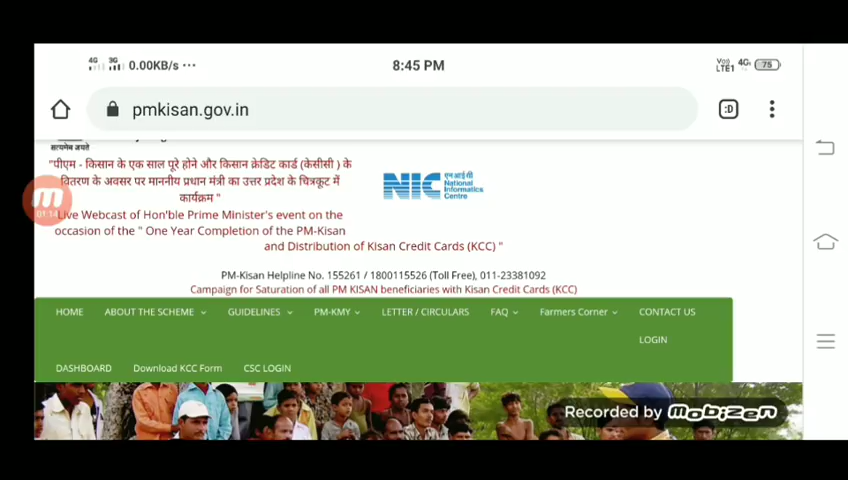 4G 3G 0.00KB/s ... 8:45 PM Vo)) LTE1 4G 75
pmkisan.gov.in :D
सत्यमेव जयते
"पीएम - किसान के एक साल पूरे होने और किसान क्रेडिट कार्ड (केसीसी ) के
वितरण के अवसर पर माननीय प्रधान मंत्री का उत्तर प्रदेश के चित्रकूट में
कार्यक्रम "
NIC एन आई सी
National
Informatics
Centre
01:14
Live Webcast of Hon'ble Prime Minister's event on the
occasion of the " One Year Completion of the PM-Kisan
and Distribution of Kisan Credit Cards (KCC) "
PM-Kisan Helpline No. 155261 / 1800115526 (Toll Free), 011-23381092
Campaign for Saturation of all PM KISAN beneficiaries with Kisan Credit Cards (KCC)
HOME ABOUT THE SCHEME GUIDELINES PM-KMY LETTER / CIRCULARS FAQ Farmers Corner CONTACT US
LOGIN
DASHBOARD Download KCC Form CSC LOGIN
Recorded by mobizen